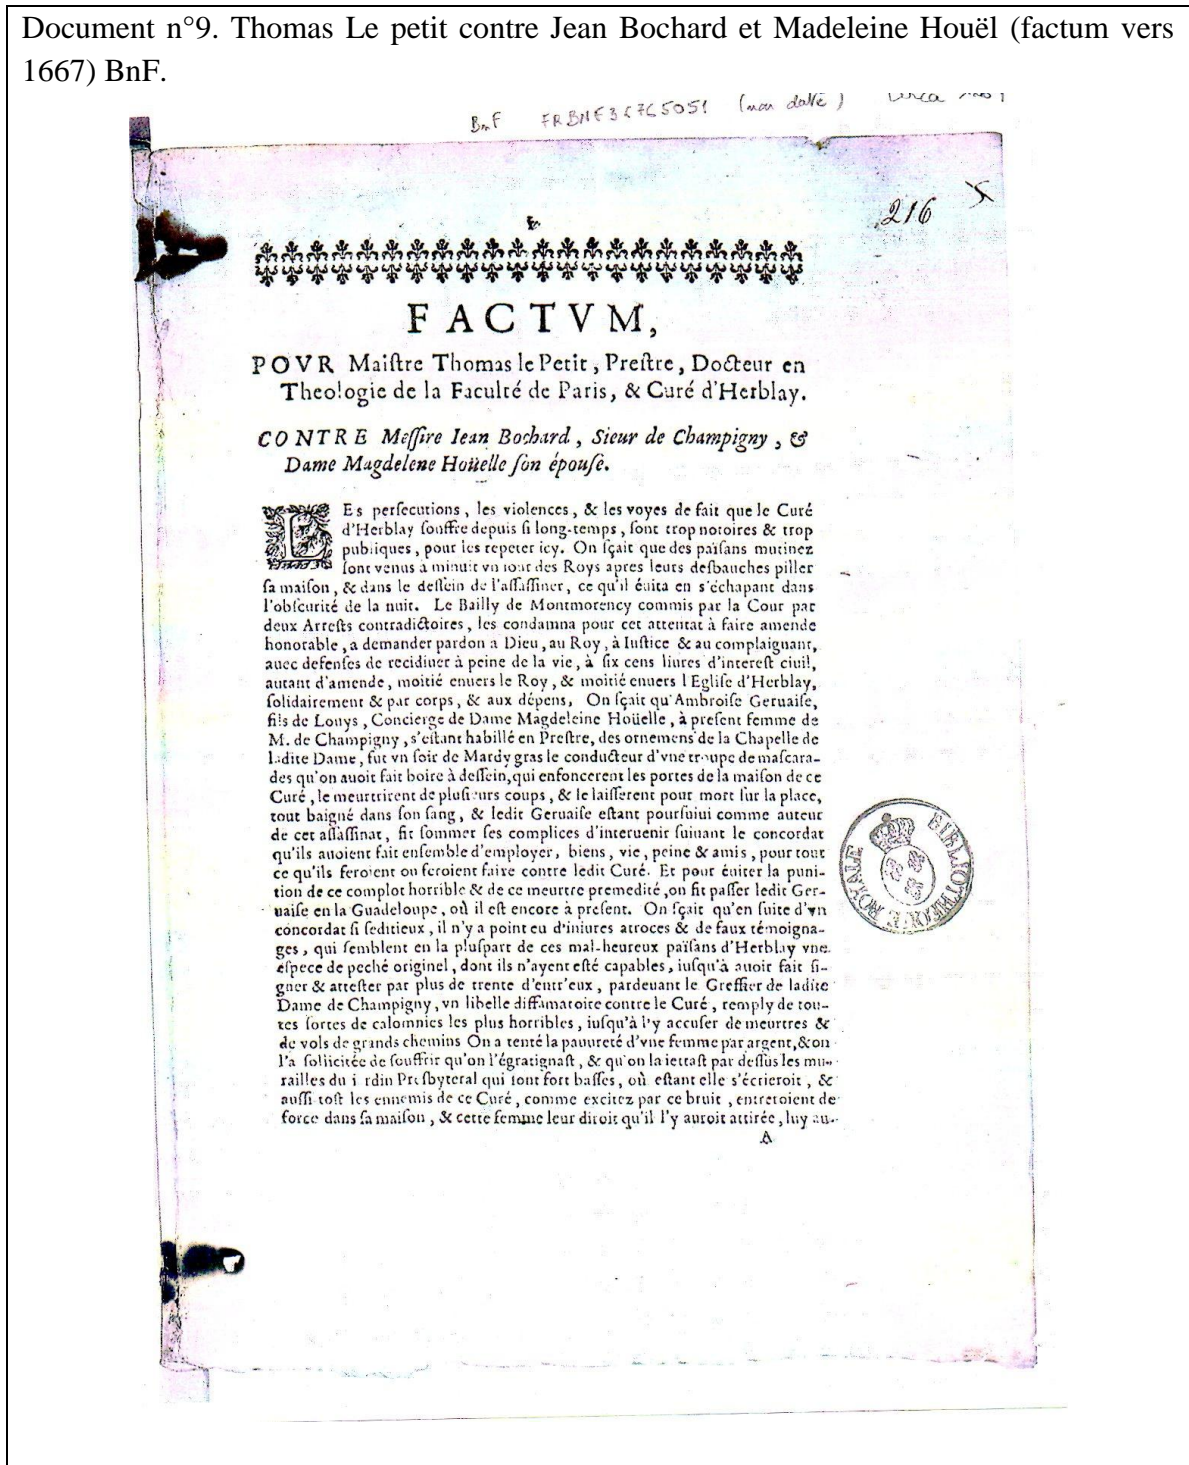 Document n°9. Thomas Le petit contre Jean Bochard et Madeleine Houël (factum vers
1667) BnF.
BnF FRBNF36765051 (non daté)
216
FACTVM,
POVR Maiſtre Thomas le Petit, Preſtre, Docteur en
Theologie de la Faculté de Paris, & Curé d'Herblay.
CONTRE Meſſire Iean Bochard, Sieur de Champigny, &
Dame Magdelene Hoüelle ſon épouſe.
LEs perſecutions, les violences, & les voyes de fait que le Curé
d'Herblay ſouffre depuis ſi long-temps, ſont trop notoires & trop
publiques, pour les repeter icy. On ſçait que des païſans mutinez
ſont venus a minuit vn iour des Roys apres leurs deſbauches piller
ſa maiſon, & dans le deſſein de l'aſſaſſiner, ce qu'il éuita en s'échapant dans
l'obſcurité de la nuit. Le Bailly de Montmorency commis par la Cour par
deux Arreſts contradictoires, les condamna pour cet attentat à faire amende
honorable, a demander pardon a Dieu, au Roy, à Iuſtice & au complaignant,
auec defenſes de recidiuer à peine de la vie, à ſix cens liures d'intereſt ciuil,
autant d'amende, moitié enuers le Roy, & moitié enuers l Egliſe d'Herblay,
ſolidairement & par corps, & aux dépens, On ſçait qu'Ambroiſe Geruaiſe,
fils de Louys, Concierge de Dame Magdeleine Hoüelle, à preſent femme de
M. de Champigny, s'eſtant habillé en Preſtre, des ornemens de la Chapelle de
ladite Dame, fut vn ſoir de Mardy gras le conducteur d'vne troupe de maſcara-
des qu'on auoit fait boire à deſſein, qui enfoncerent les portes de la maiſon de ce
Curé, le meurtrirent de pluſieurs coups, & le laiſſerent pour mort ſur la place,
tout baigné dans ſon ſang, & ledit Geruaiſe eſtant pourſuiui comme auteur
de cet aſſaſſinat, fit ſommer ſes complices d'interuenir ſuiuant le concordat
qu'ils auoient fait enſemble d'employer, biens, vie, peine & amis, pour tout
ce qu'ils feroient ou feroient faire contre ledit Curé. Et pour éuiter la puni-
tion de ce complot horrible & de ce meurtre premedité, on fit paſſer ledit Ger-
uaiſe en la Guadeloupe, où il eſt encore à preſent. On ſçait qu'en ſuite d'vn
concordat ſi ſeditieux, il n'y a point eu d'iniures atroces & de faux témoigna-
ges, qui ſemblent en la pluſpart de ces mal-heureux païſans d'Herblay vne
eſpece de peché originel, dont ils n'ayent eſté capables, iuſqu'à auoir fait ſi-
gner & atteſter par plus de trente d'entr'eux, pardeuant le Greffier de ladite
Dame de Champigny, vn libelle diffamatoire contre le Curé, remply de tou-
tes ſortes de calomnies les plus horribles, iuſqu'à l'y accuſer de meurtres &
de vols de grands chemins On a tenté la pauureté d'vne femme par argent, & on
l'a ſollicitée de ſouffrir qu'on l'égratignaſt, & qu'on la iettaſt par deſſus les mu-
railles du i rdin Preſbyteral qui ſont fort baſſes, où eſtant elle s'écrieroit, &
auſſi toſt les ennemis de ce Curé, comme excitez par ce bruit, entreroient de
force dans ſa maiſon, & cette femme leur diroit qu'il l'y auroit attirée, luy au-
A
BIBLIOTHEQUE ROYALE